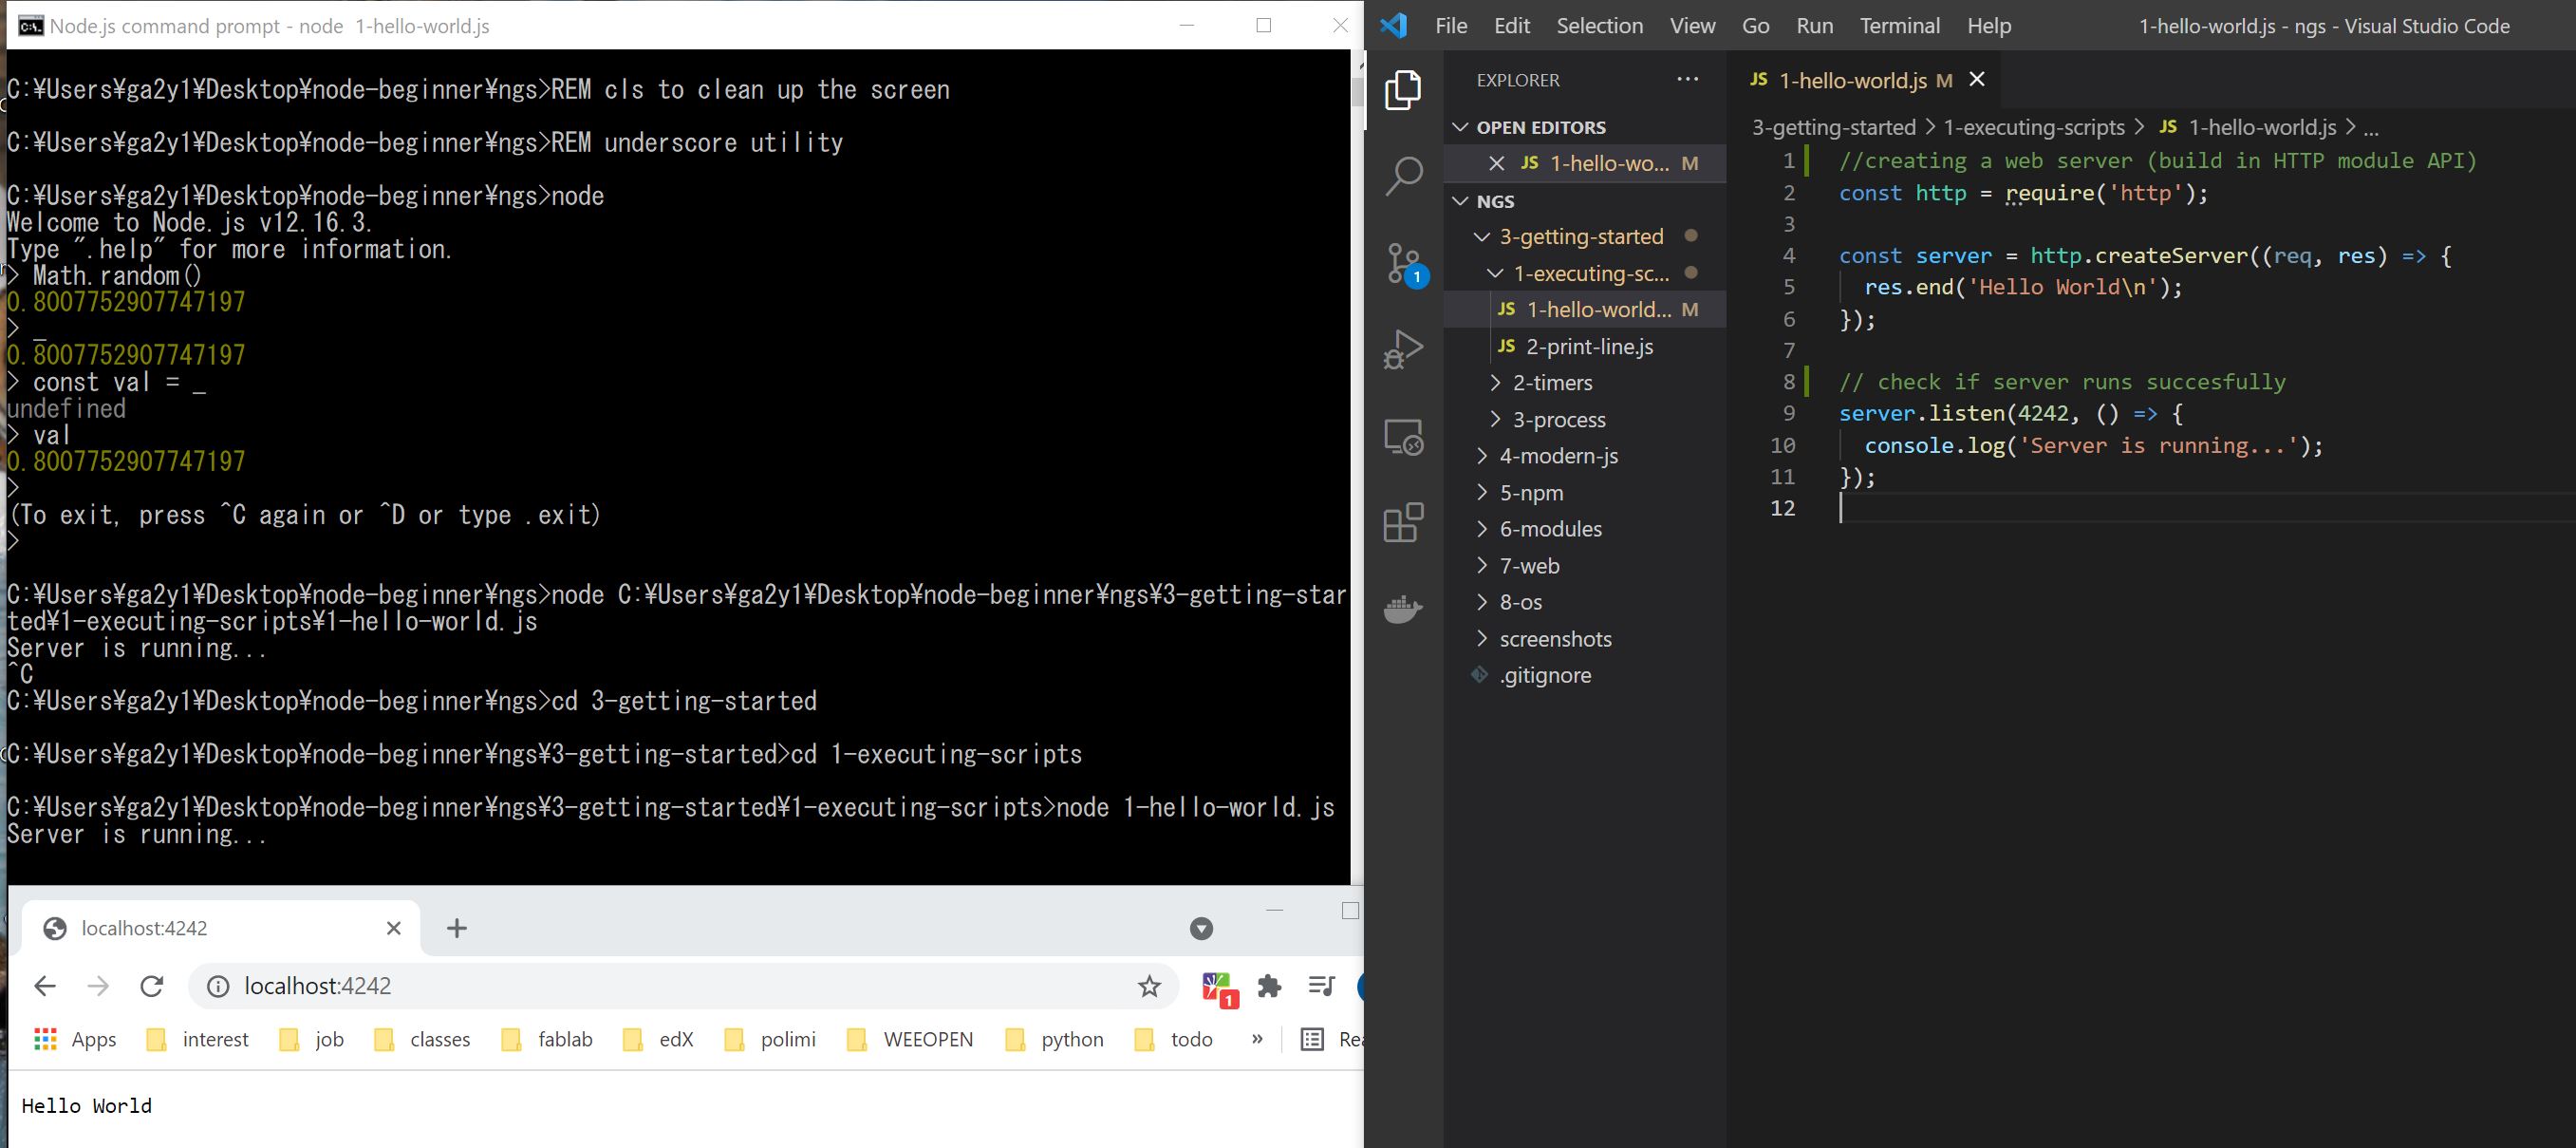 Node.js command prompt - node 1-hello-world.js
C:¥Users¥ga2y1¥Desktop¥node-beginner¥ngs>REM cls to clean up the screen
C:¥Users¥ga2y1¥Desktop¥node-beginner¥ngs>REM underscore utility
C:¥Users¥ga2y1¥Desktop¥node-beginner¥ngs>node
Welcome to Node.js v12.16.3.
Type ".help" for more information.
> Math.random()
0.8007752907747197
> _
0.8007752907747197
> const val = _
undefined
> val
0.8007752907747197
>
(To exit, press ^C again or ^D or type .exit)
>
C:¥Users¥ga2y1¥Desktop¥node-beginner¥ngs>node C:¥Users¥ga2y1¥Desktop¥node-beginner¥ngs¥3-getting-star
ted¥1-executing-scripts¥1-hello-world.js
Server is running...
^C
C:¥Users¥ga2y1¥Desktop¥node-beginner¥ngs>cd 3-getting-started
C:¥Users¥ga2y1¥Desktop¥node-beginner¥ngs¥3-getting-started>cd 1-executing-scripts
C:¥Users¥ga2y1¥Desktop¥node-beginner¥ngs¥3-getting-started¥1-executing-scripts>node 1-hello-world.js
Server is running...
localhost:4242
localhost:4242
1
Apps interest job classes fablab edX polimi WEEOPEN python todo » Rea
Hello World
File Edit Selection View Go Run Terminal Help 1-hello-world.js - ngs - Visual Studio Code
EXPLORER ...
OPEN EDITORS
JS 1-hello-wo... M
NGS
3-getting-started
1-executing-sc...
JS 1-hello-world... M
JS 2-print-line.js
2-timers
3-process
4-modern-js
5-npm
6-modules
7-web
8-os
screenshots
.gitignore
1
JS 1-hello-world.js M
3-getting-started > 1-executing-scripts > JS 1-hello-world.js > ...
1 //creating a web server (build in HTTP module API)
2 const http = require('http');
3
4 const server = http.createServer((req, res) => {
5 res.end('Hello World\n');
6 });
7
8 // check if server runs succesfully
9 server.listen(4242, () => {
10 console.log('Server is running...');
11 });
12